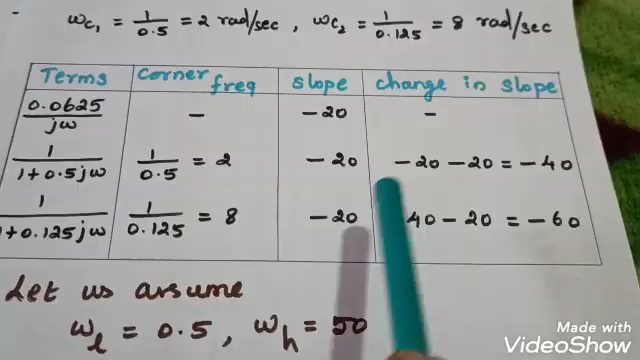 ωc₁ = 1/0.5 = 2 rad/sec , ωc₂ = 1/0.125 = 8 rad/sec
Terms | corner freq | slope | change in slope
0.0625/jω | - | -20 | -
1/1+0.5jω | 1/0.5 = 2 | -20 | -20 -20 = -40
1/1+0.125jω | 1/0.125 = 8 | -20 | 40 -20 = -60
Let us assume
ωl = 0.5 , ωh = 50
Made with
VideoShow